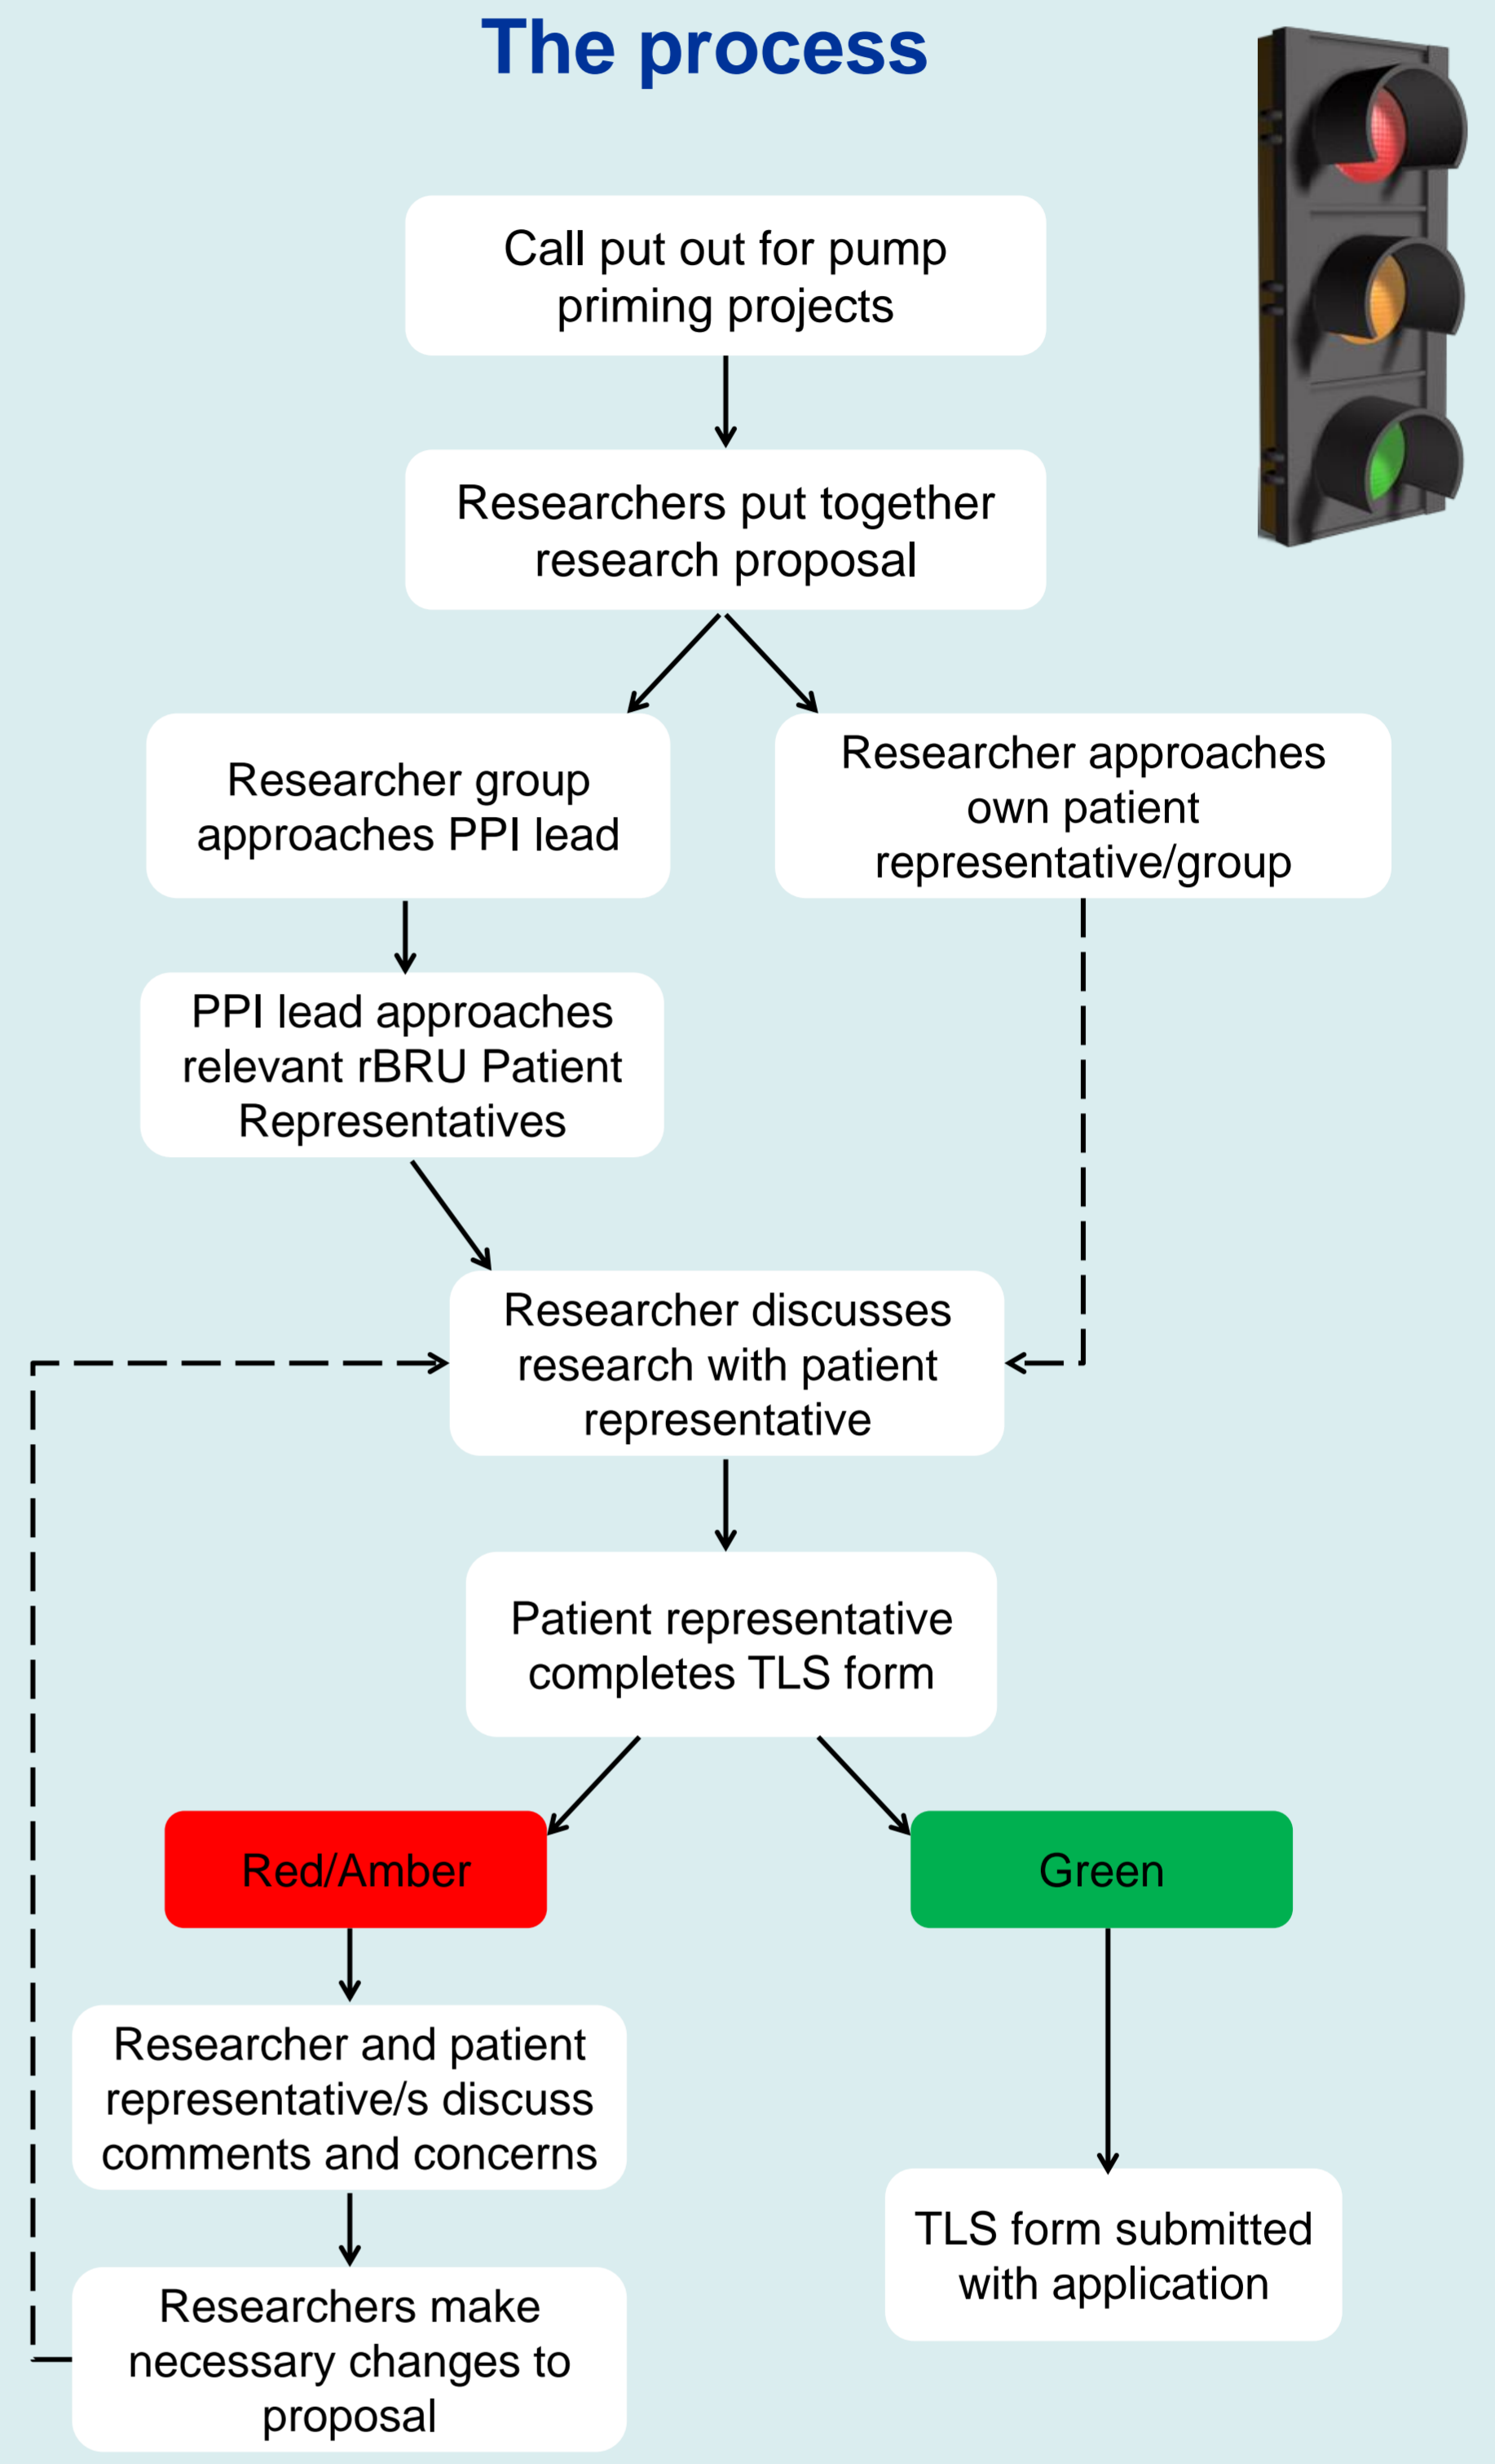 The process
Call put out for pump
priming projects
Researchers put together
research proposal
Researcher group
approaches PPI lead
Researcher approaches
own patient
representative/group
PPI lead approaches
relevant rBRU Patient
Representatives
Researcher discusses
research with patient
representative
Patient representative
completes TLS form
Red/Amber
Green
Researcher and patient
representative/s discuss
comments and concerns
TLS form submitted
with application
Researchers make
necessary changes to
proposal